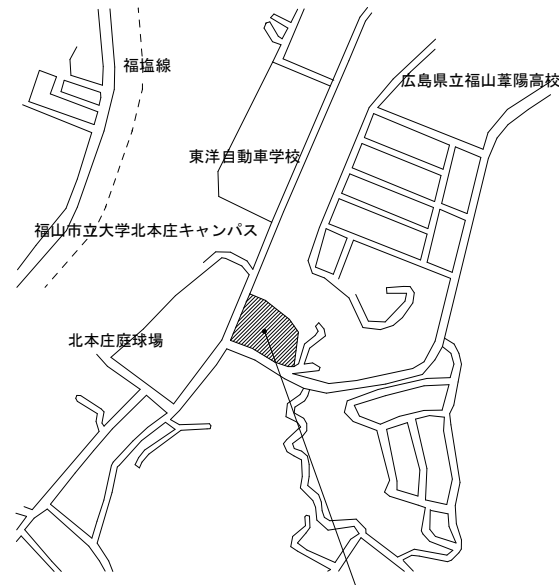 福塩線
広島県立福山葦陽高校
東洋自動車学校
福山市立大学北本庄キャンパス
北本庄庭球場